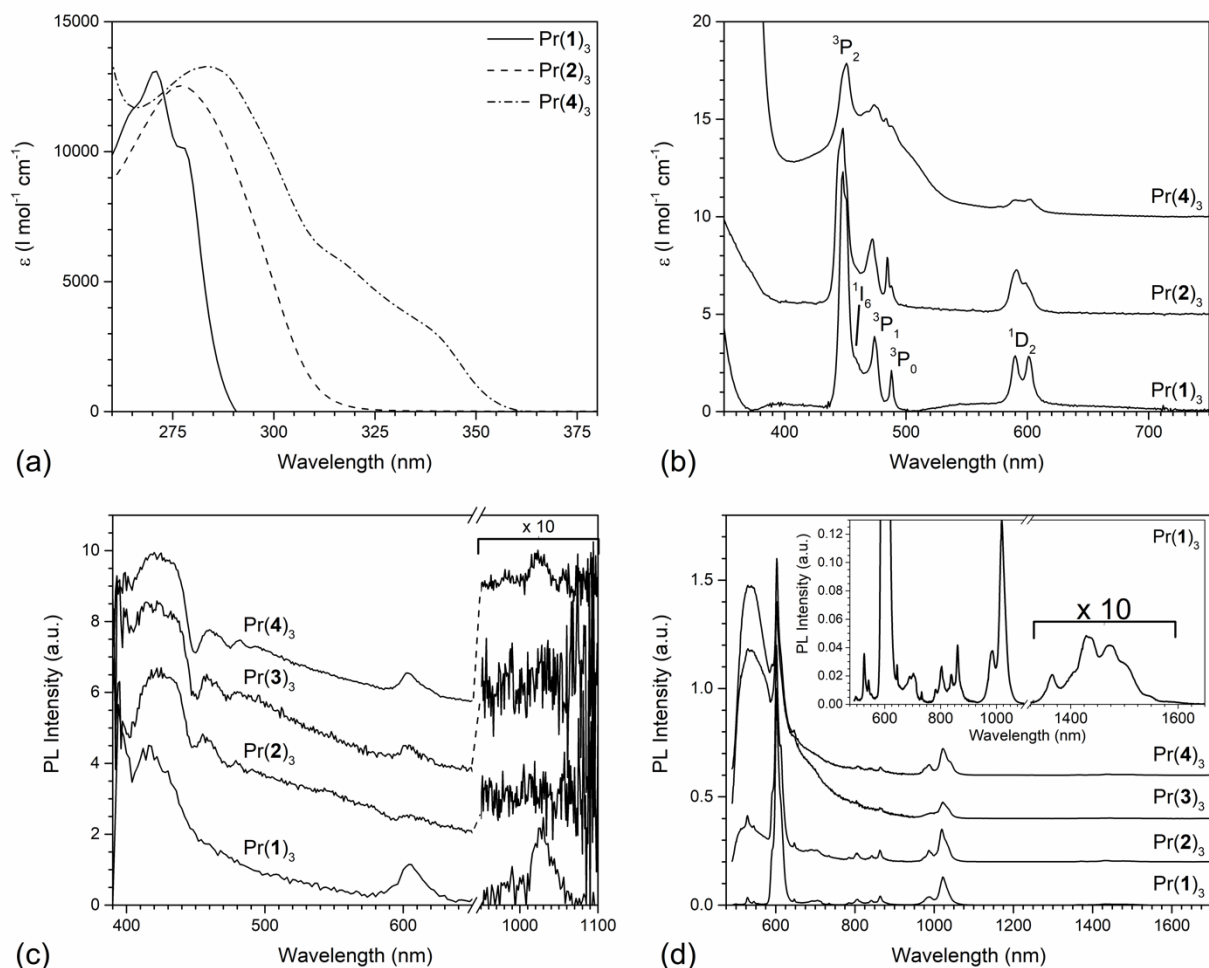 15000
10000
5000
0
ε (l mol⁻¹ cm⁻¹)
Pr(1)₃
Pr(2)₃
Pr(4)₃
275
300
325
350
375
Wavelength (nm)
(a)
20
15
10
5
0
ε (l mol⁻¹ cm⁻¹)
³P₂
¹I₆
³P₁
³P₀
¹D₂
Pr(4)₃
Pr(2)₃
Pr(1)₃
400
500
600
700
Wavelength (nm)
(b)
x 10
10
8
6
4
2
0
PL Intensity (a.u.)
Pr(4)₃
Pr(3)₃
Pr(2)₃
Pr(1)₃
400
500
600
1000
1100
Wavelength (nm)
(c)
1.5
1.0
0.5
0.0
PL Intensity (a.u.)
0.12
0.10
0.08
0.06
0.04
0.02
0.00
PL Intensity (a.u.)
Pr(1)₃
x 10
600
800
1000
1400
1600
Wavelength (nm)
Pr(4)₃
Pr(3)₃
Pr(2)₃
Pr(1)₃
600
800
1000
1200
1400
1600
Wavelength (nm)
(d)